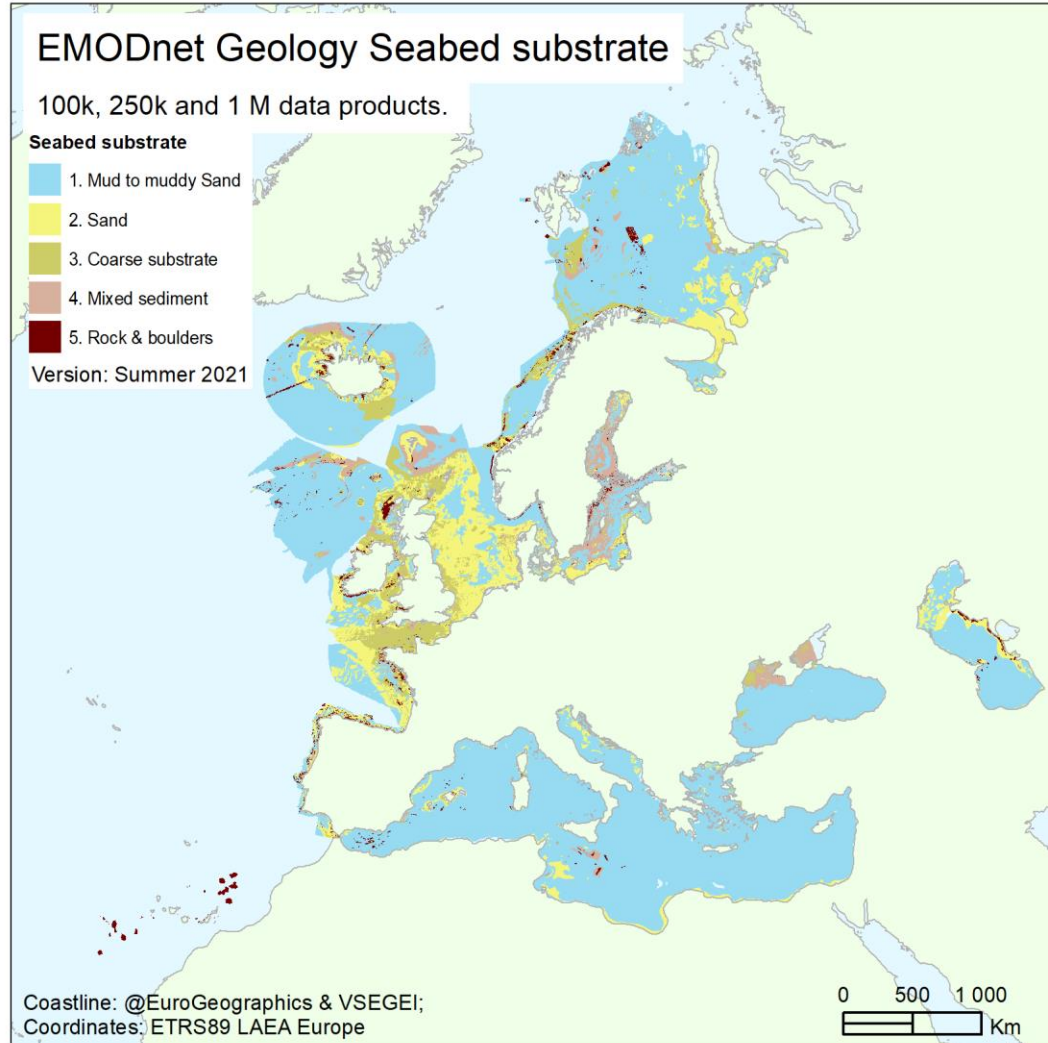 EMODnet Geology Seabed substrate
100k, 250k and 1 M data products.
Seabed substrate
1. Mud to muddy Sand
2. Sand
3. Coarse substrate
4. Mixed sediment
5. Rock & boulders
Version: Summer 2021
Coastline: @EuroGeographics & VSEGEI;
Coordinates: ETRS89 LAEA Europe
0 500 1 000
Km